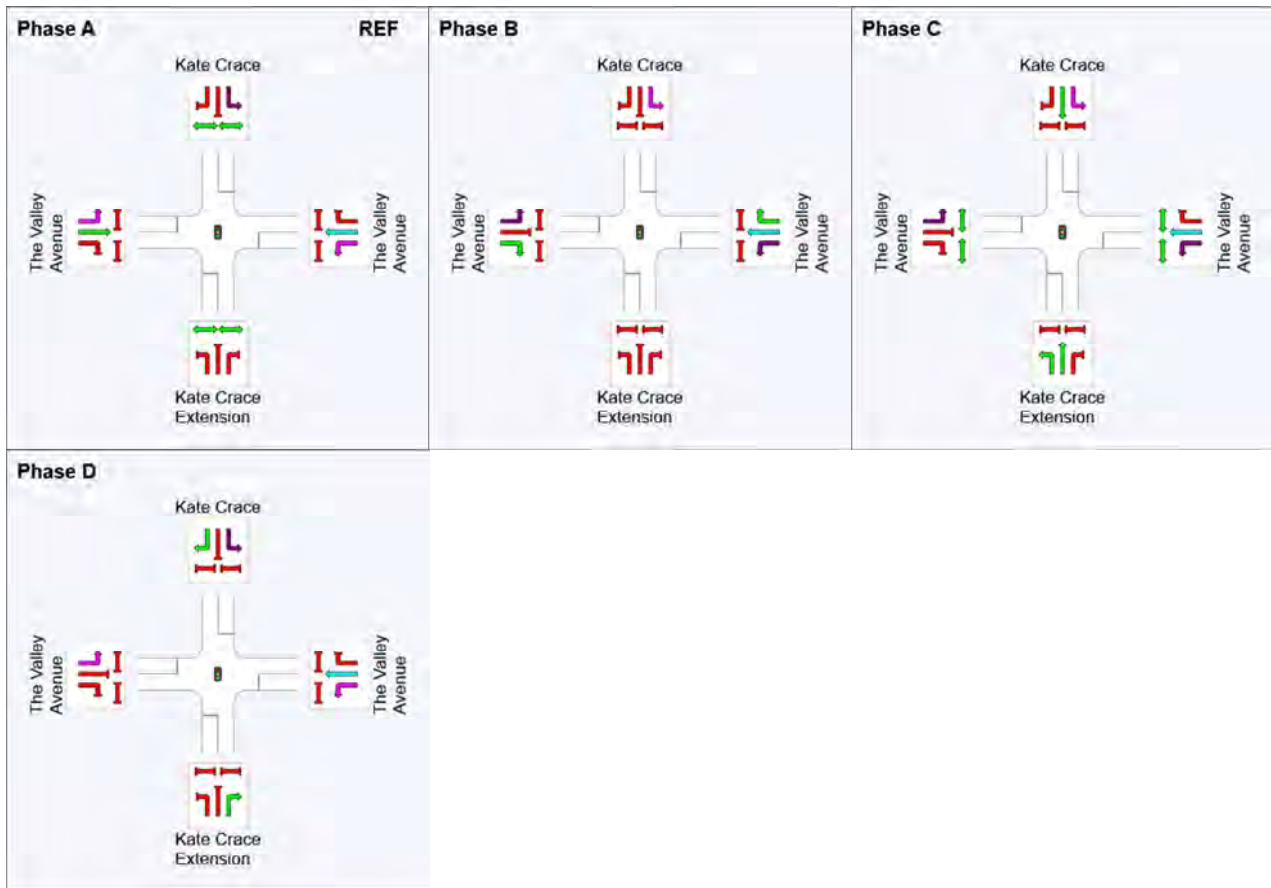 Phase A
REF
Kate Crace
The Valley
Avenue
The Valley
Avenue
Kate Crace
Extension
Phase B
Kate Crace
The Valley
Avenue
The Valley
Avenue
Kate Crace
Extension
Phase C
Kate Crace
The Valley
Avenue
The Valley
Avenue
Kate Crace
Extension
Phase D
Kate Crace
The Valley
Avenue
The Valley
Avenue
Kate Crace
Extension